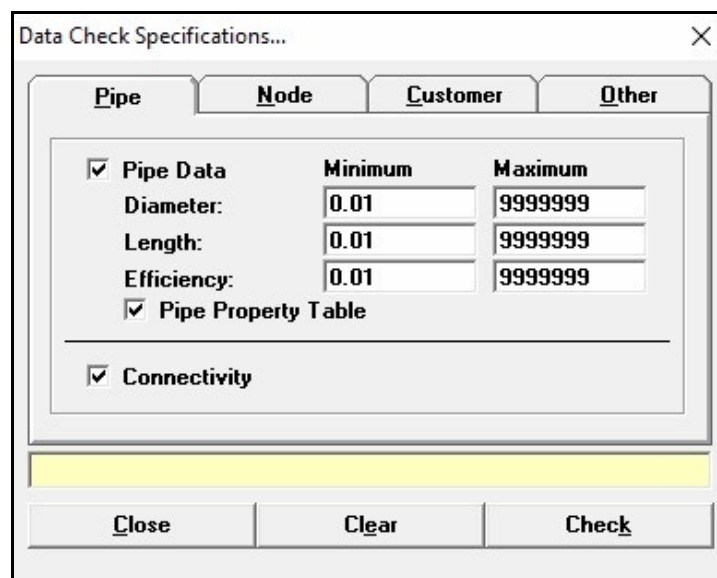 Data Check Specifications...
Pipe Node Customer Other
Pipe Data Minimum Maximum
Diameter: 0.01 9999999
Length: 0.01 9999999
Efficiency: 0.01 9999999
Pipe Property Table
Connectivity
Close Clear Check